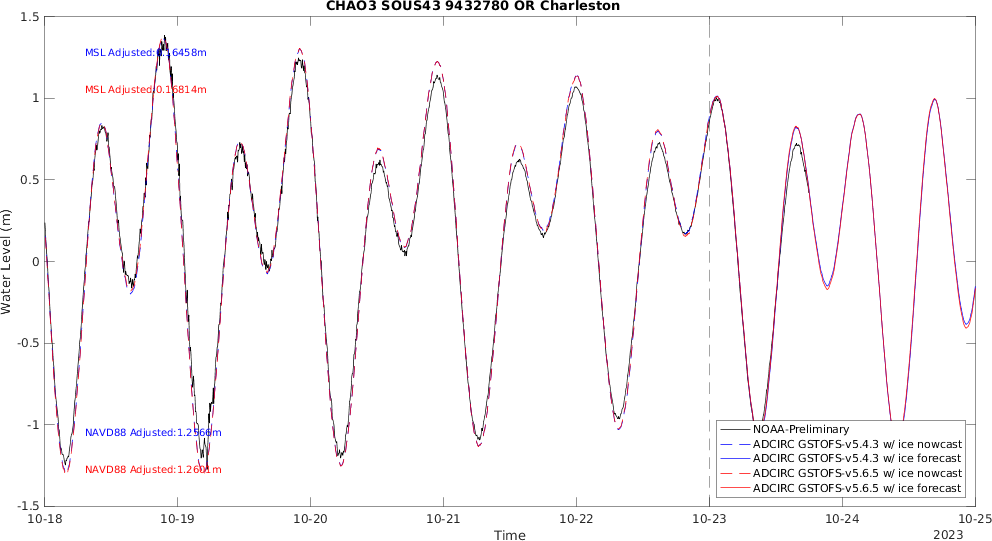 CHAO3 SOUS43 9432780 OR Charleston
1.5
1
0.5
0
-0.5
-1
-1.5
Water Level (m)
MSL Adjusted:0.16458m
MSL Adjusted:0.16814m
NAVD88 Adjusted:1.2566m
NAVD88 Adjusted:1.2601m
NOAA-Preliminary
ADCIRC GSTOFS-v5.4.3 w/ ice nowcast
ADCIRC GSTOFS-v5.4.3 w/ ice forecast
ADCIRC GSTOFS-v5.6.5 w/ ice nowcast
ADCIRC GSTOFS-v5.6.5 w/ ice forecast
10-18 10-19 10-20 10-21 10-22 10-23 10-24 10-25
Time
2023